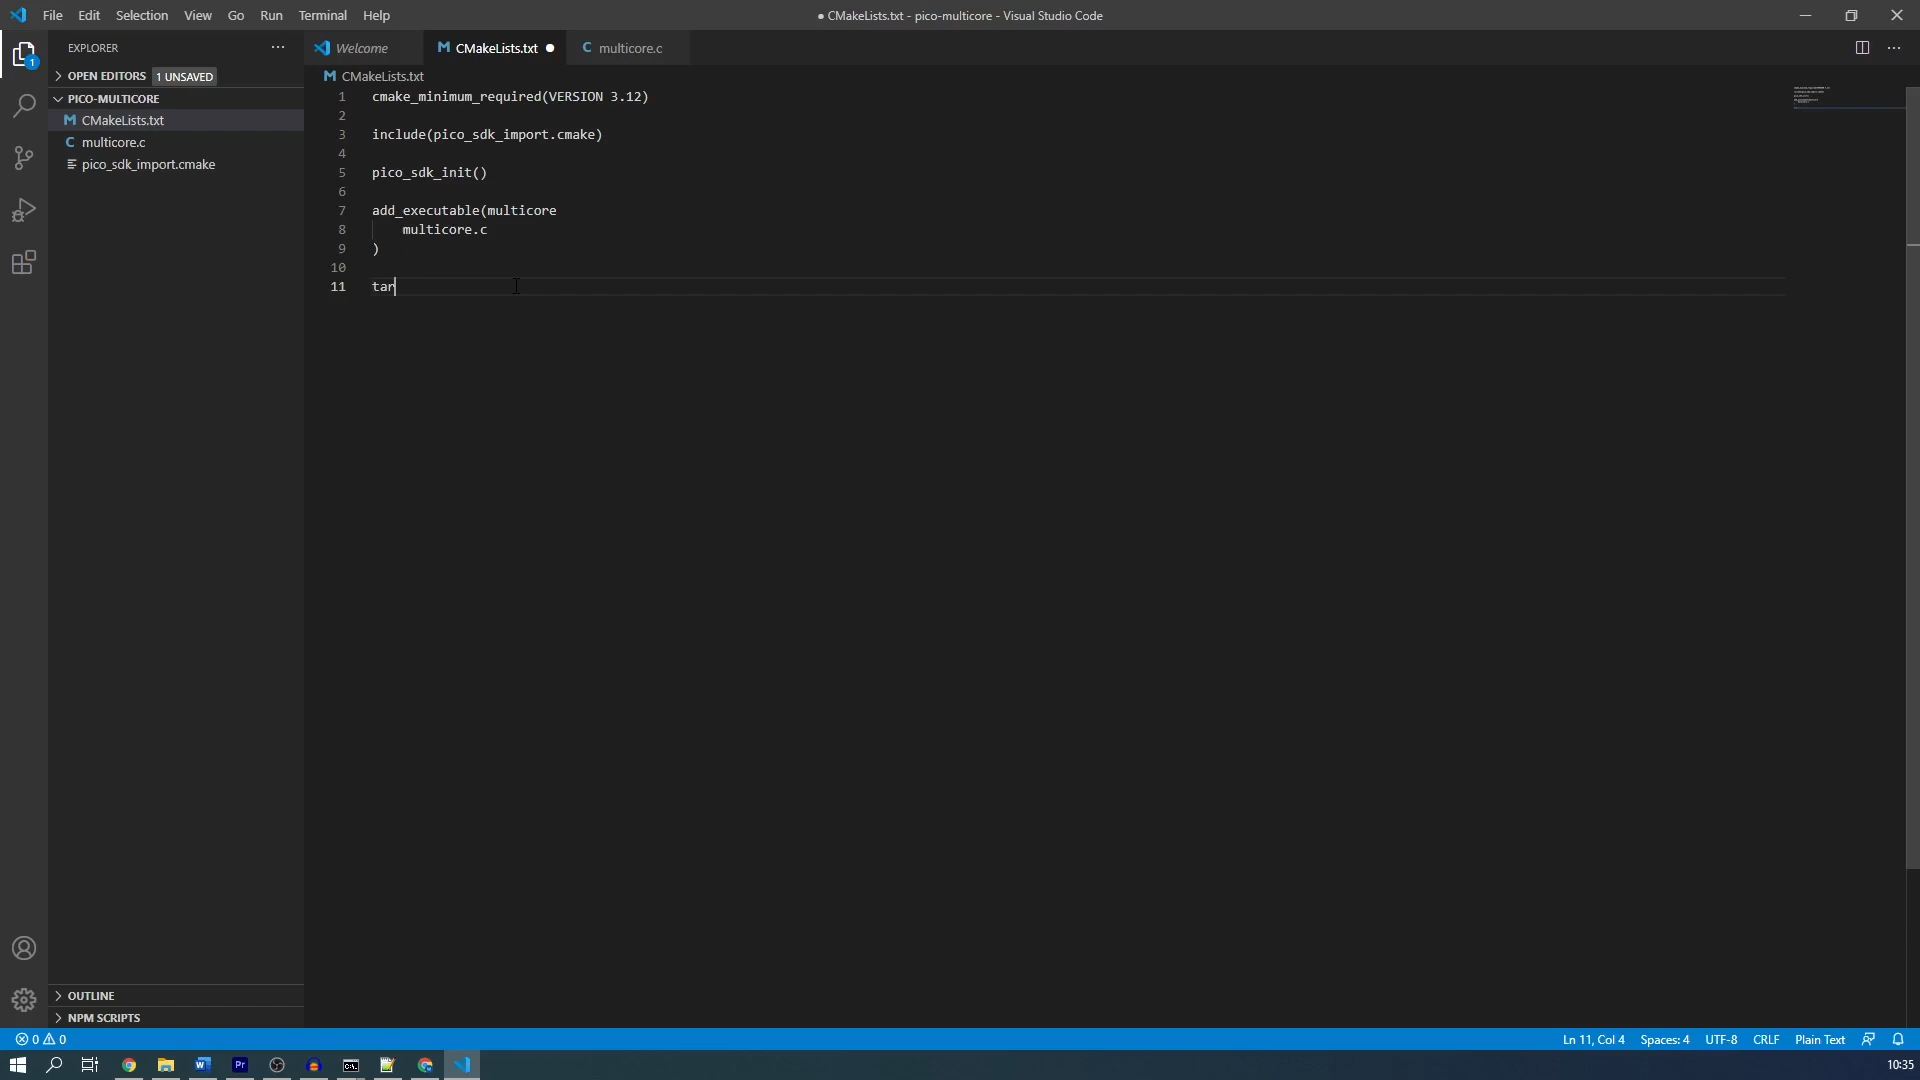 File Edit Selection View Go Run Terminal Help
● CMakeLists.txt - pico-multicore - Visual Studio Code
EXPLORER
1
OPEN EDITORS 1 UNSAVED
PICO-MULTICORE
CMakeLists.txt
multicore.c
pico_sdk_import.cmake
OUTLINE
NPM SCRIPTS
Welcome CMakeLists.txt multicore.c
CMakeLists.txt
1 cmake_minimum_required(VERSION 3.12)
2
3 include(pico_sdk_import.cmake)
4
5 pico_sdk_init()
6
7 add_executable(multicore
8 multicore.c
9 )
10
11 tar
0 0
Ln 11, Col 4 Spaces: 4 UTF-8 CRLF Plain Text
10:35